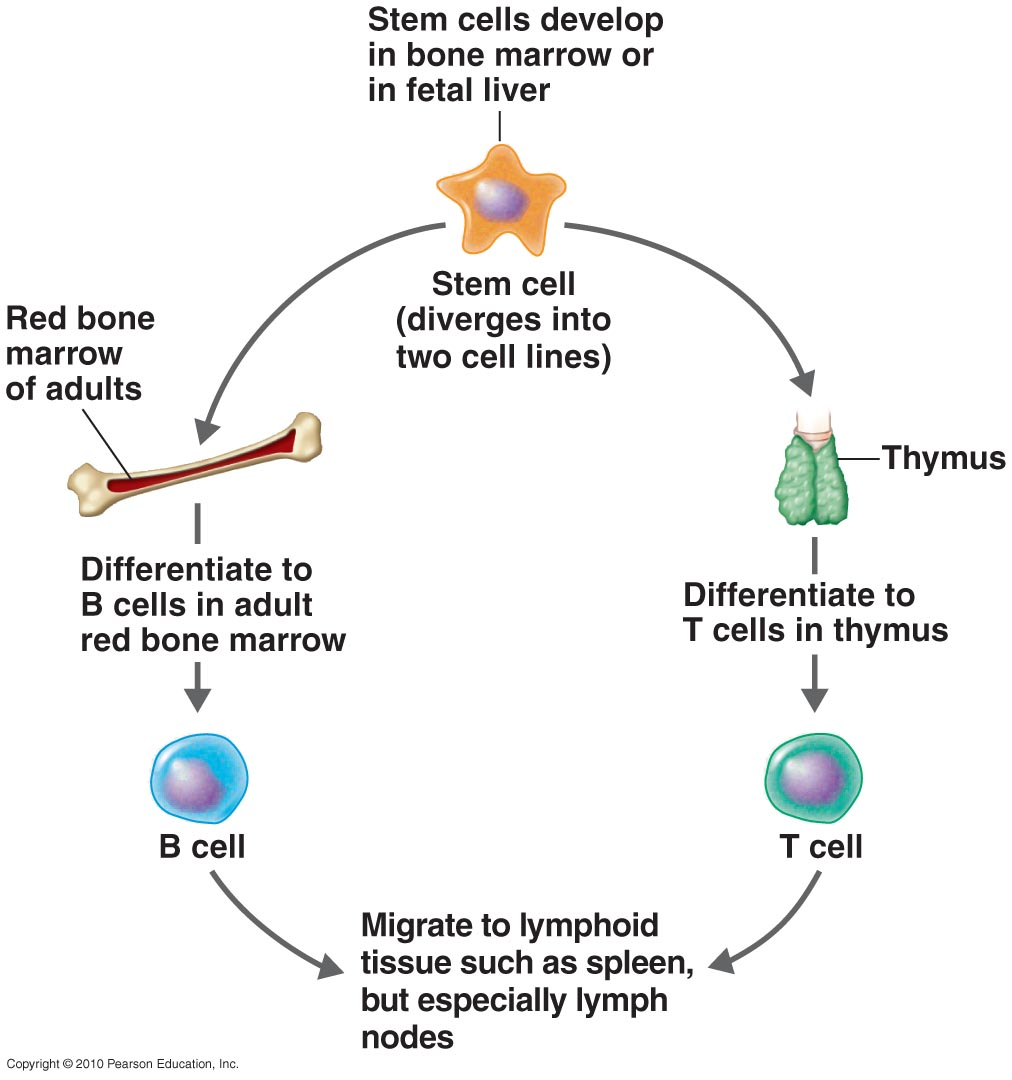 Stem cells develop
in bone marrow or
in fetal liver
Stem cell
(diverges into
two cell lines)
Red bone
marrow
of adults
Thymus
Differentiate to
B cells in adult
red bone marrow
Differentiate to
T cells in thymus
B cell
T cell
Migrate to lymphoid
tissue such as spleen,
but especially lymph
nodes
Copyright © 2010 Pearson Education, Inc.